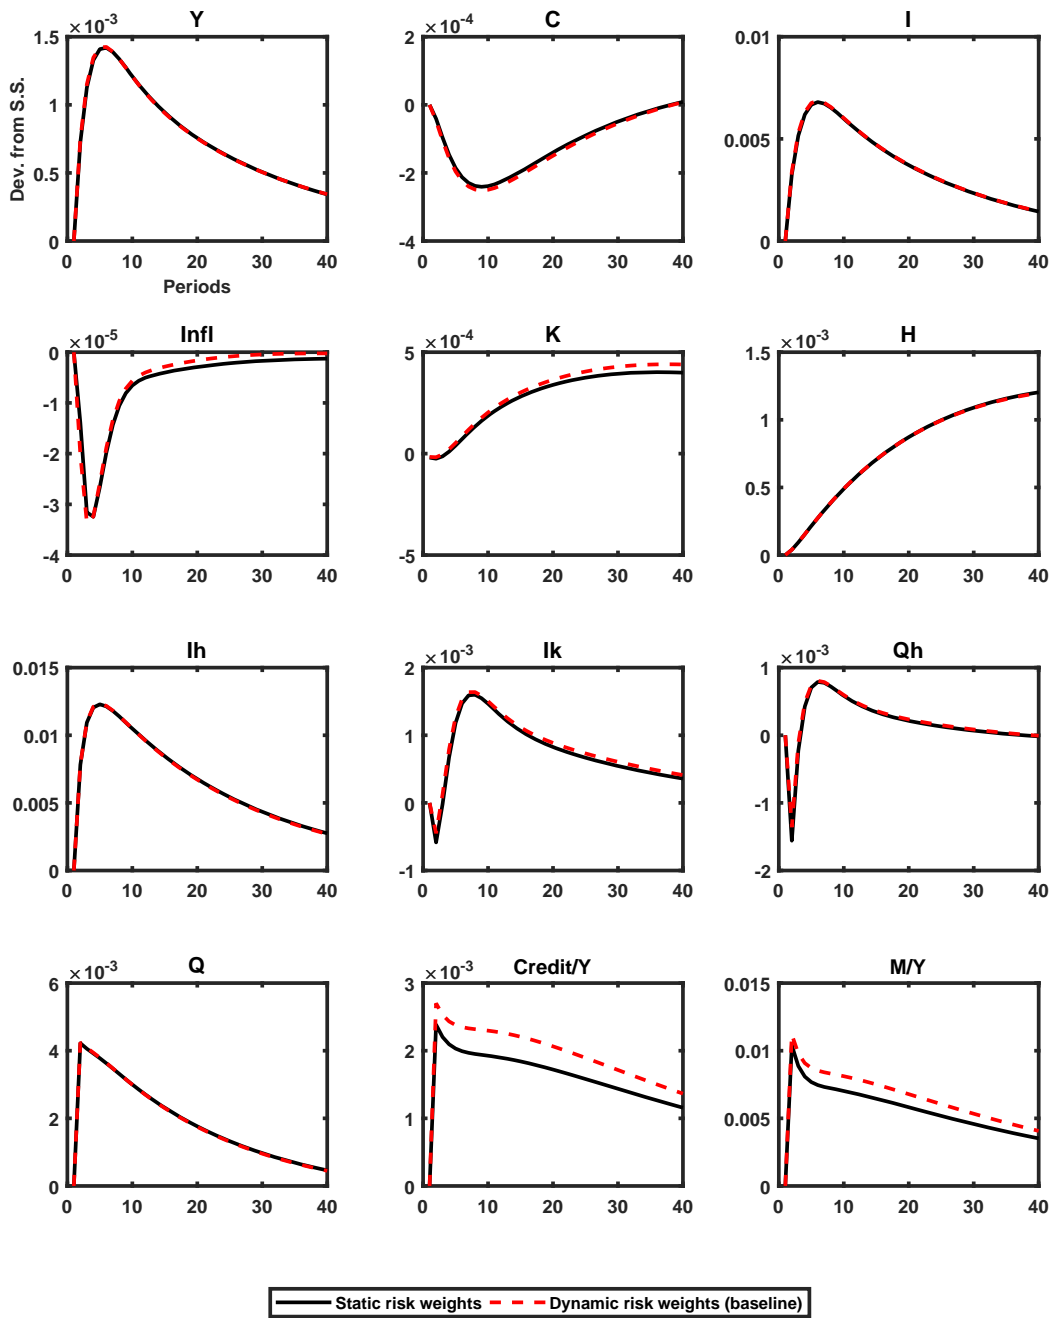 Y
C
I
×10^-3
×10^-4
1.5
1
0.5
0
2
0
-2
-4
0.01
0.005
0
Dev. from S.S.
0 10 20 30 40
0 10 20 30 40
0 10 20 30 40
Periods
Infl
K
H
×10^-5
×10^-4
×10^-3
0
-1
-2
-3
-4
5
0
-5
1.5
1
0.5
0
0 10 20 30 40
0 10 20 30 40
0 10 20 30 40
Ih
Ik
Qh
×10^-3
×10^-3
0.015
0.01
0.005
0
2
1
0
-1
1
0
-1
-2
0 10 20 30 40
0 10 20 30 40
0 10 20 30 40
Q
Credit/Y
M/Y
×10^-3
×10^-3
6
4
2
0
3
2
1
0
0.015
0.01
0.005
0
0 10 20 30 40
0 10 20 30 40
0 10 20 30 40
Static risk weights
Dynamic risk weights (baseline)